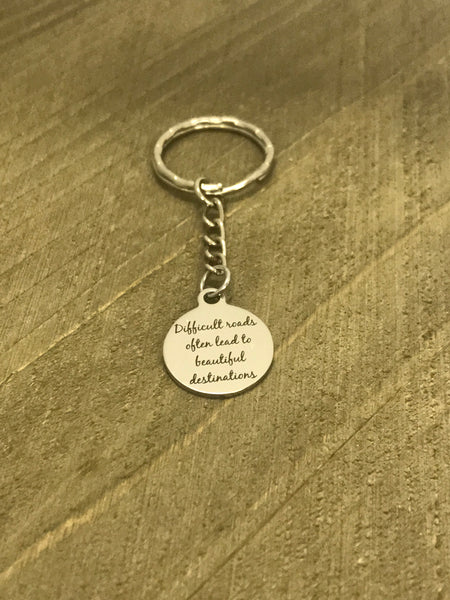 Difficult roads
often lead to
beautiful
destinations